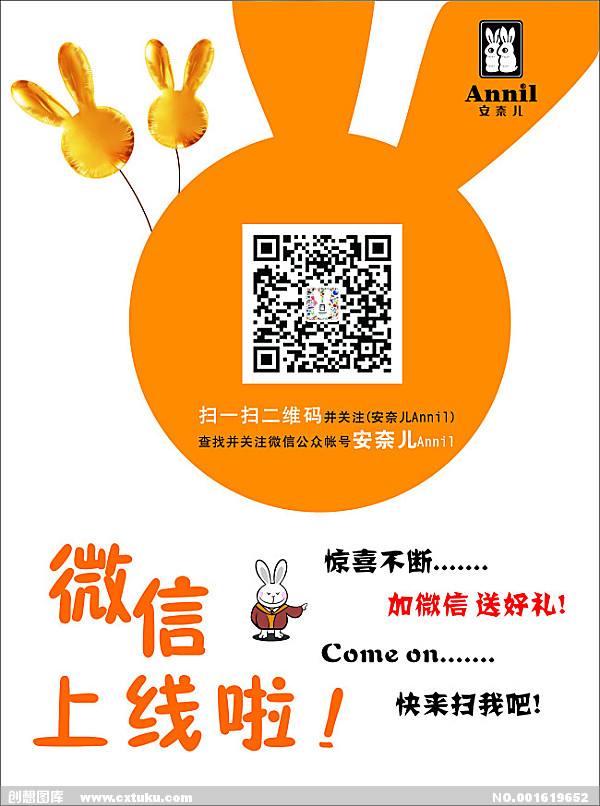 Annil
安奈儿
扫一扫二维码并关注(安奈儿Annil)
查找并关注微信公众帐号安奈儿Annil
微信
上线啦！
惊喜不断.......
加微信 送好礼!
Come on.......
快来扫我吧!
创想图库 www.cxtuku.com NO.001619652